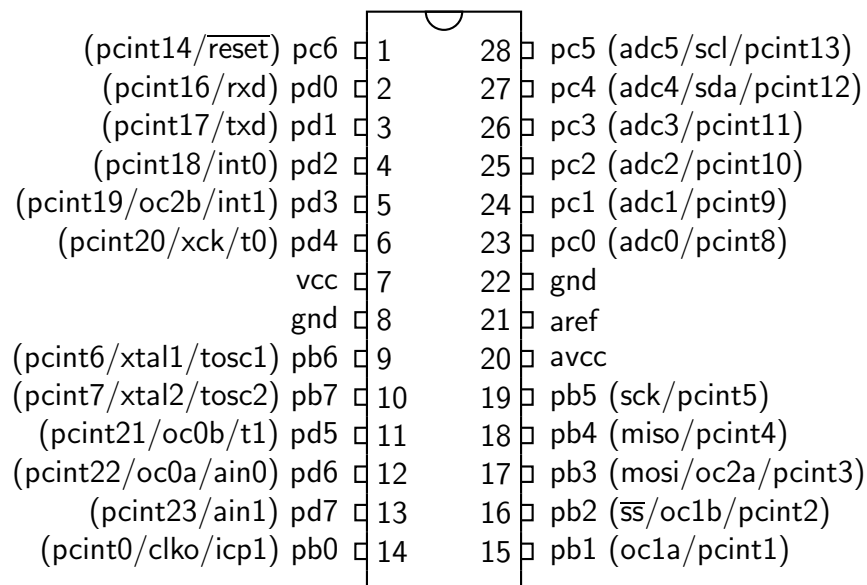 (pcint14/reset) pc6 1 28 pc5 (adc5/scl/pcint13)
(pcint16/rxd) pd0 2 27 pc4 (adc4/sda/pcint12)
(pcint17/txd) pd1 3 26 pc3 (adc3/pcint11)
(pcint18/int0) pd2 4 25 pc2 (adc2/pcint10)
(pcint19/oc2b/int1) pd3 5 24 pc1 (adc1/pcint9)
(pcint20/xck/t0) pd4 6 23 pc0 (adc0/pcint8)
vcc 7 22 gnd
gnd 8 21 aref
(pcint6/xtal1/tosc1) pb6 9 20 avcc
(pcint7/xtal2/tosc2) pb7 10 19 pb5 (sck/pcint5)
(pcint21/oc0b/t1) pd5 11 18 pb4 (miso/pcint4)
(pcint22/oc0a/ain0) pd6 12 17 pb3 (mosi/oc2a/pcint3)
(pcint23/ain1) pd7 13 16 pb2 (ss/oc1b/pcint2)
(pcint0/clko/icp1) pb0 14 15 pb1 (oc1a/pcint1)